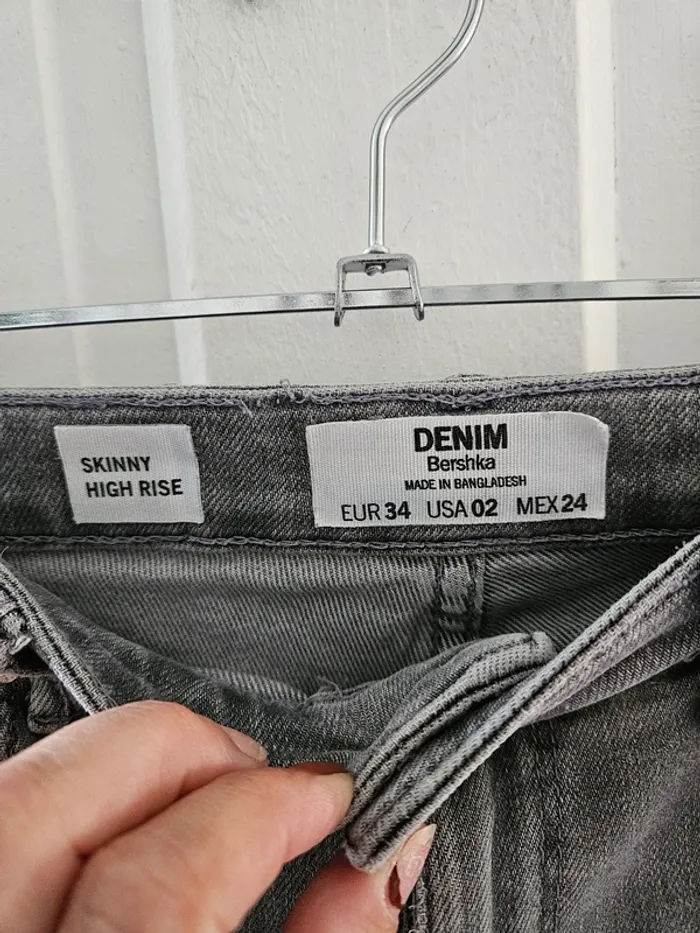 SKINNY
HIGH RISE
DENIM
Bershka
MADE IN BANGLADESH
EUR 34 USA 02 MEX 24